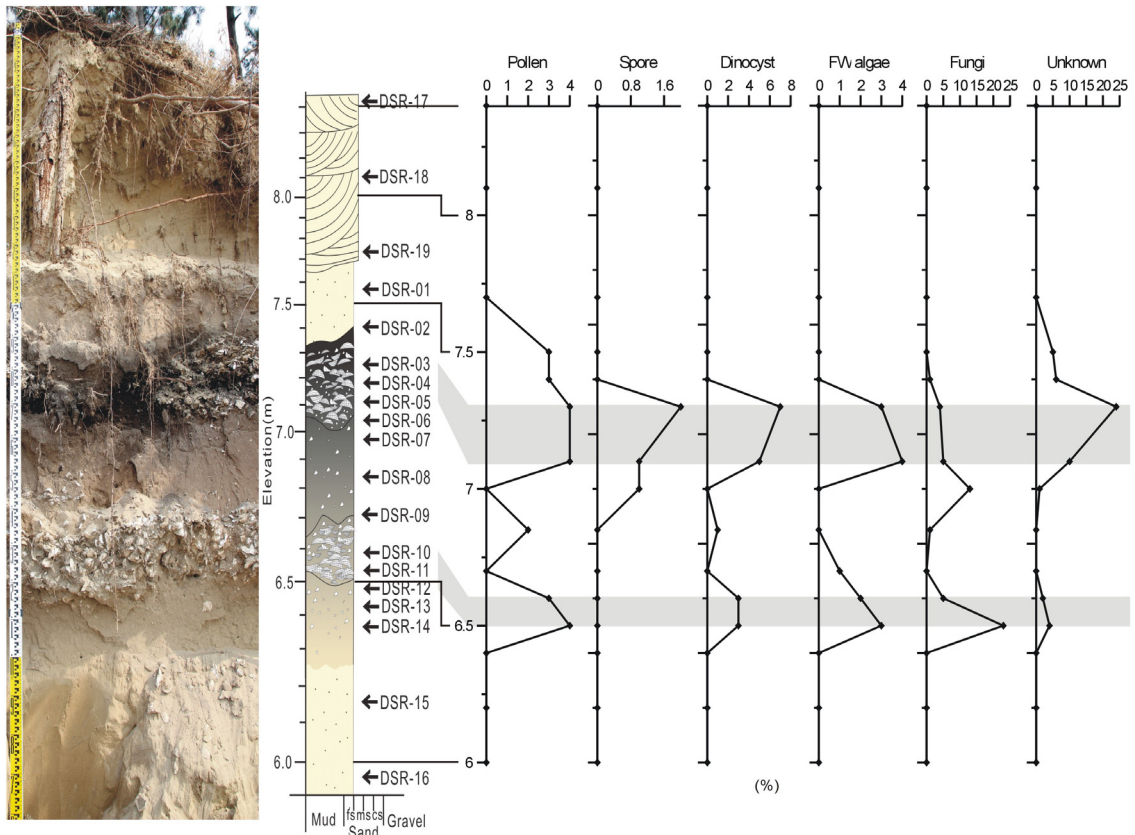 Pollen Spore Dinocyst FW algae Fungi Unknown
0 1 2 3 4 0 0.8 1.6 0 2 4 6 8 0 1 2 3 4 0 5 10 15 20 25 0 5 10 15 20 25
DSR-17
DSR-18
8.0
8
DSR-19
DSR-01
7.5
DSR-02
7.5
DSR-03
DSR-04
DSR-05
DSR-06
7.0
DSR-07
DSR-08
7
DSR-09
DSR-10
DSR-11
6.5
DSR-12
DSR-13
DSR-14
6.5
DSR-15
6.0
6
DSR-16
Elevation(m)
(%)
Mud fs ms cs Gravel
Sand